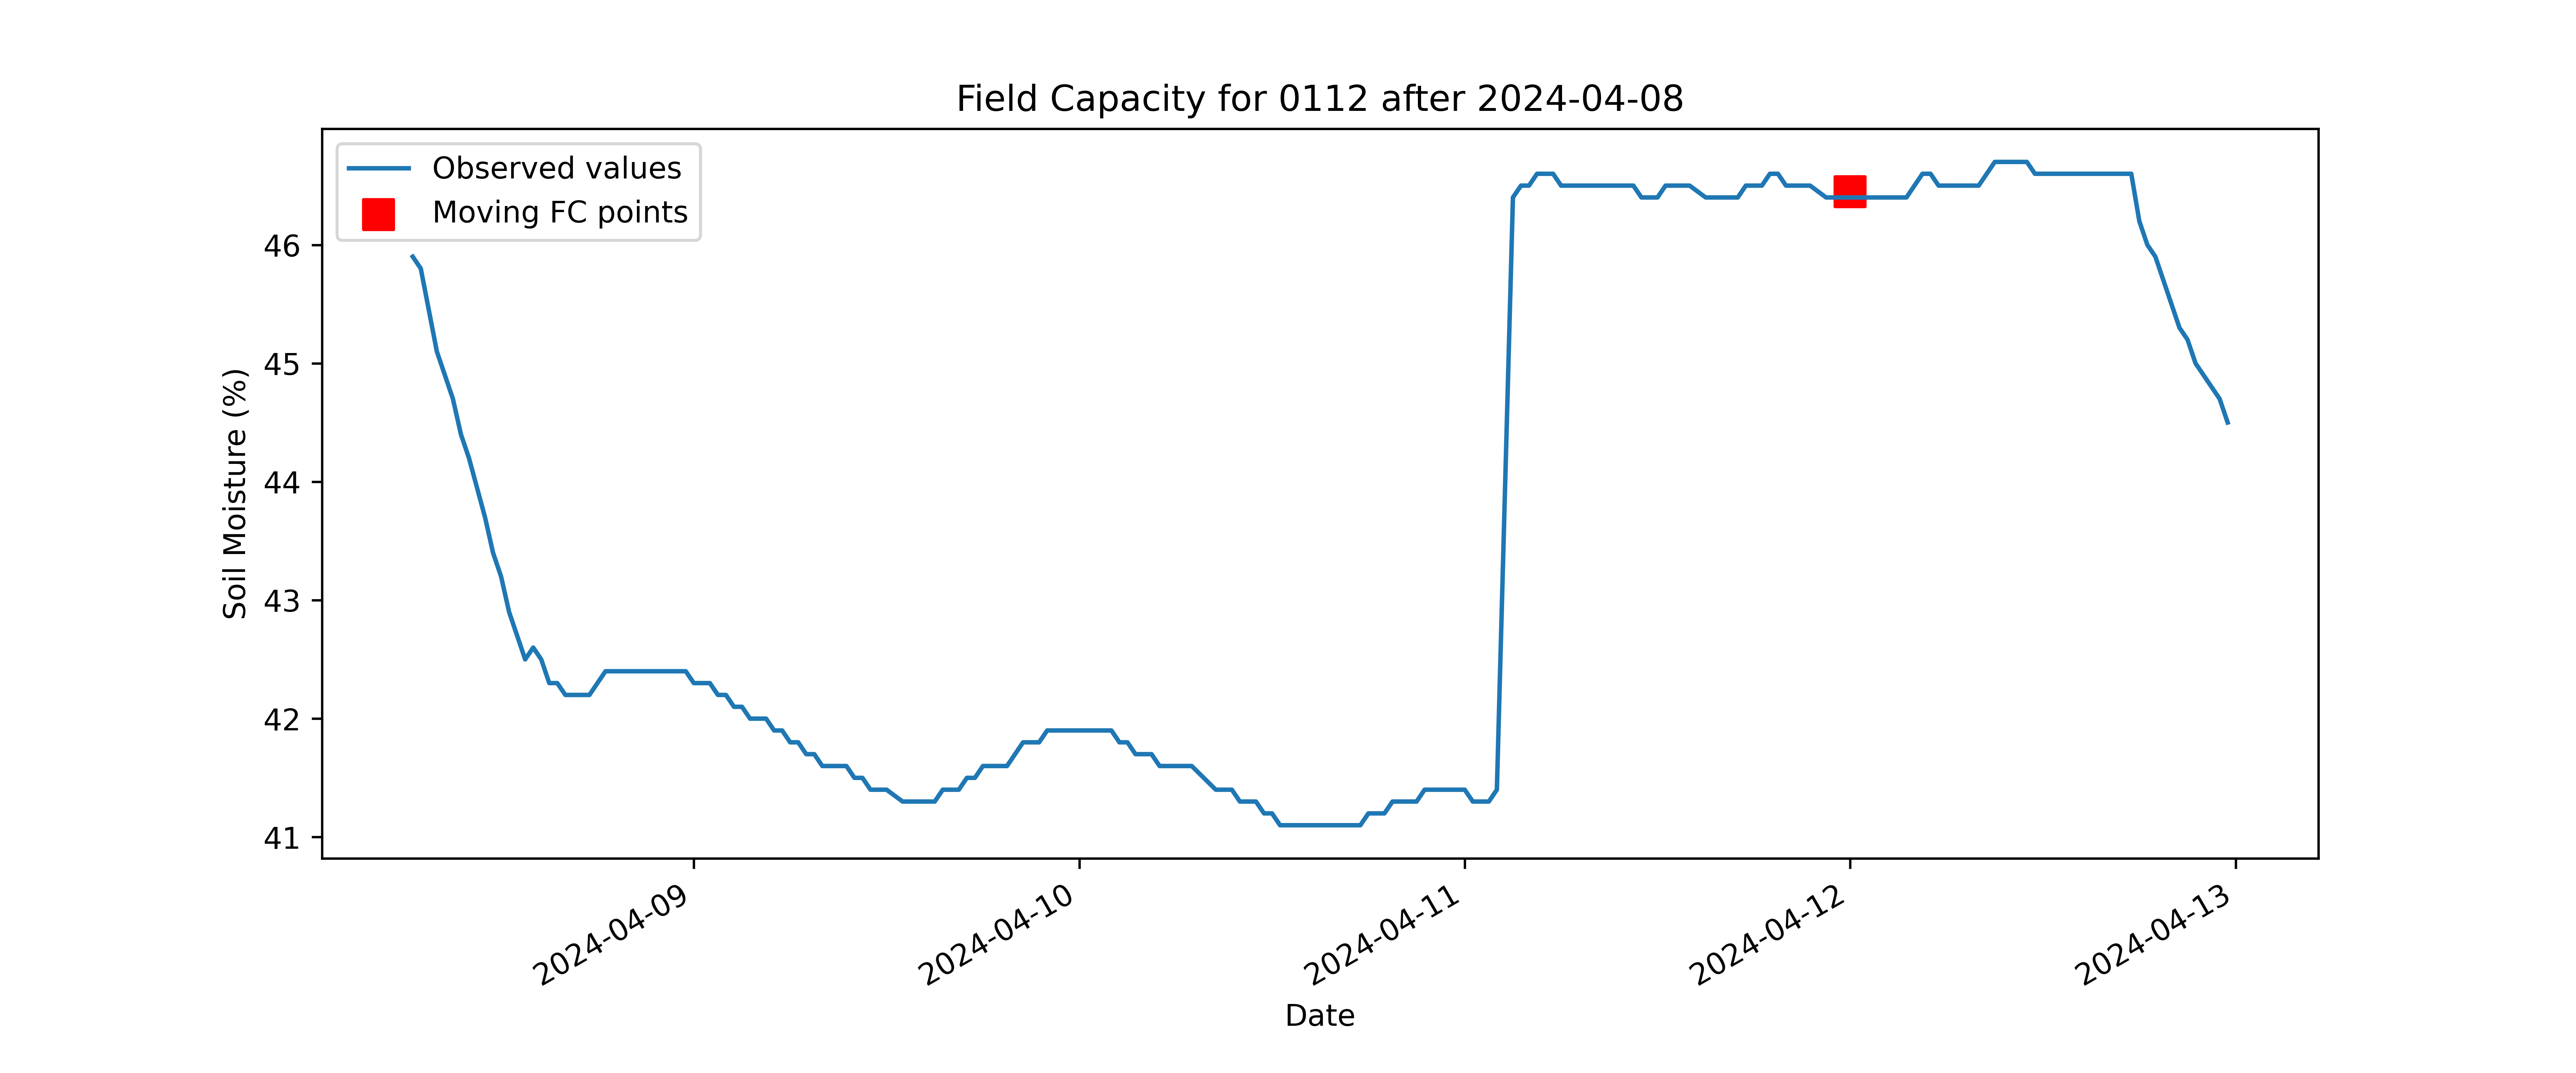 Field Capacity for 0112 after 2024-04-08
Observed values
Moving FC points
46
45
44
43
42
41
Soil Moisture (%)
2024-04-09
2024-04-10
2024-04-11
2024-04-12
2024-04-13
Date